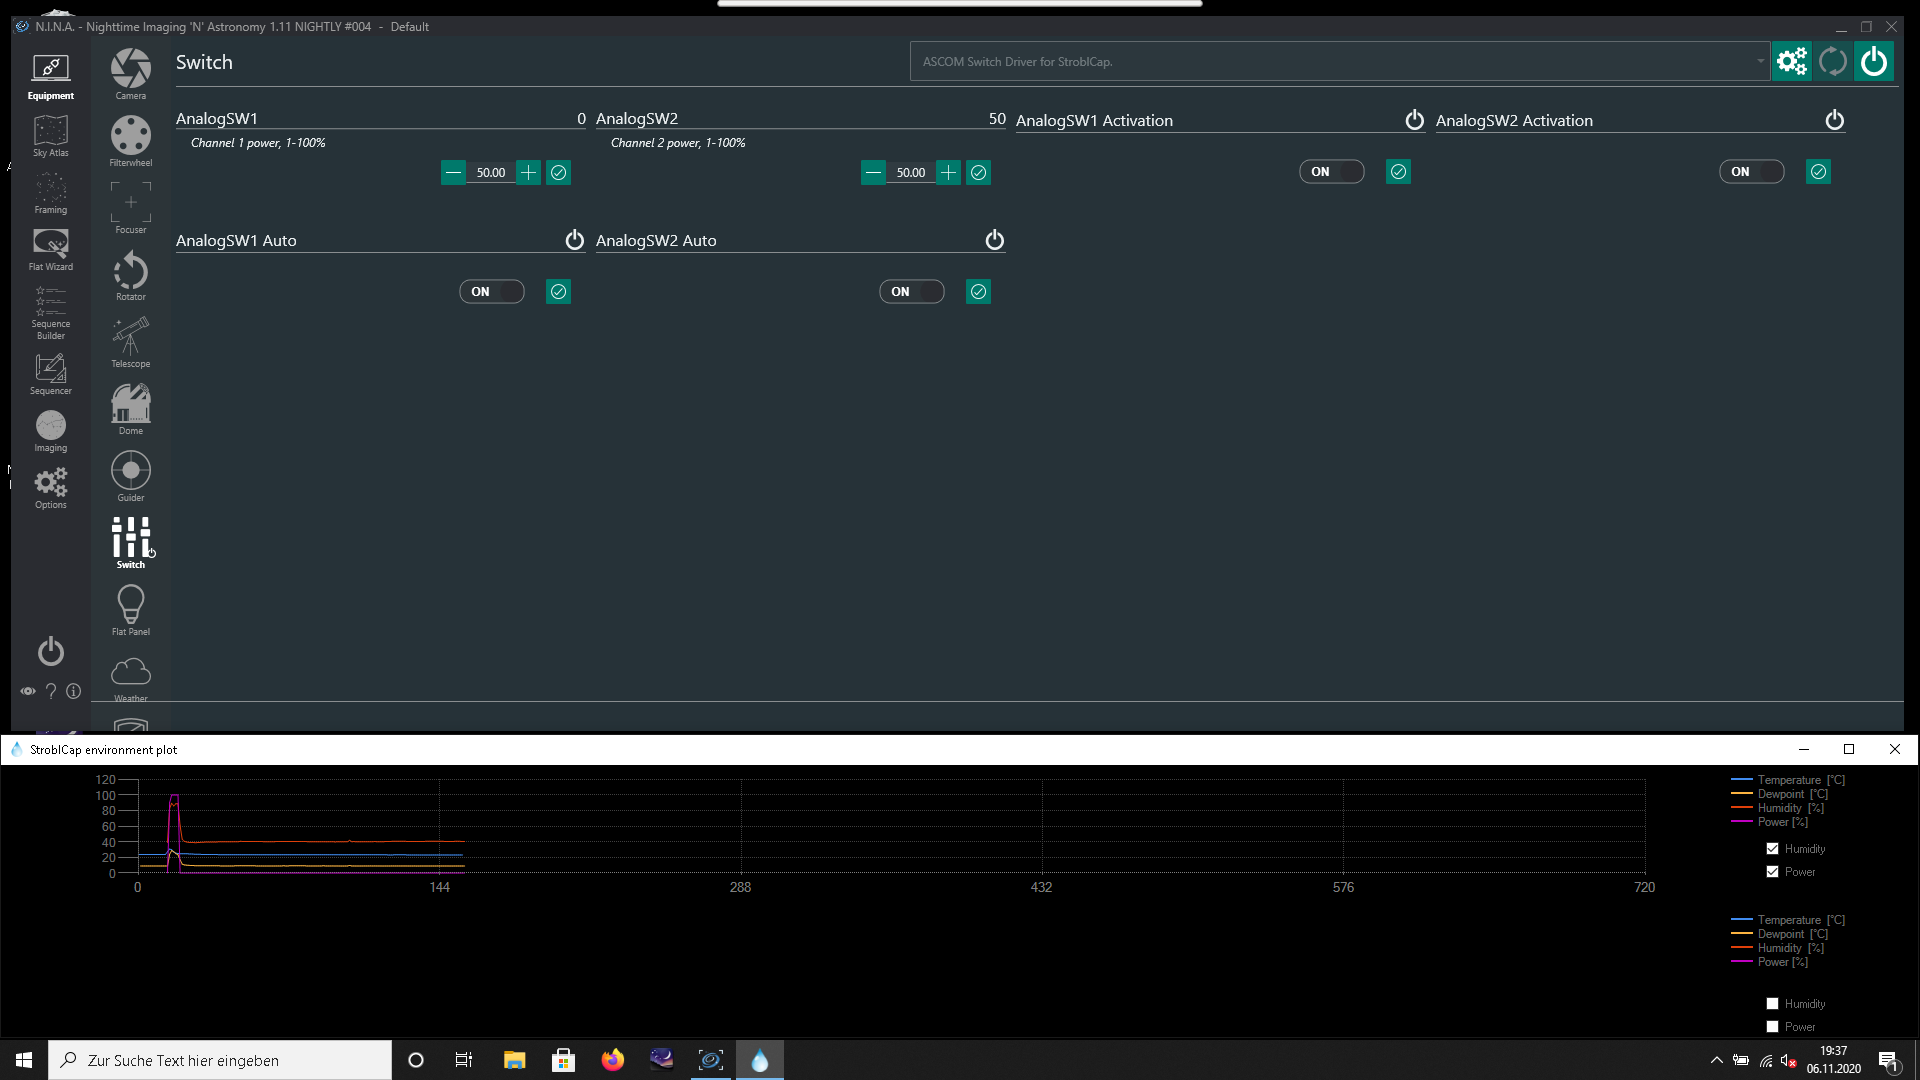 N.I.N.A. - Nighttime Imaging 'N' Astronomy 1.11 NIGHTLY #004 - Default
Equipment
Sky Atlas
Framing
Flat Wizard
Sequence
Builder
Sequencer
Imaging
Options
Camera
Filterwheel
Focuser
Rotator
Telescope
Dome
Guider
Switch
Flat Panel
Weather
Switch
ASCOM Switch Driver for StroblCap.
AnalogSW1 0
Channel 1 power, 1-100%
50.00
AnalogSW2 50
Channel 2 power, 1-100%
50.00
AnalogSW1 Activation
ON
AnalogSW2 Activation
ON
AnalogSW1 Auto
ON
AnalogSW2 Auto
ON
StroblCap environment plot
120
100
80
60
40
20
0
0 144 288 432 576 720
Temperature [°C]
Dewpoint [°C]
Humidity [%]
Power [%]
Humidity
Power
Temperature [°C]
Dewpoint [°C]
Humidity [%]
Power [%]
Humidity
Power
Zur Suche Text hier eingeben
19:37
06.11.2020
1